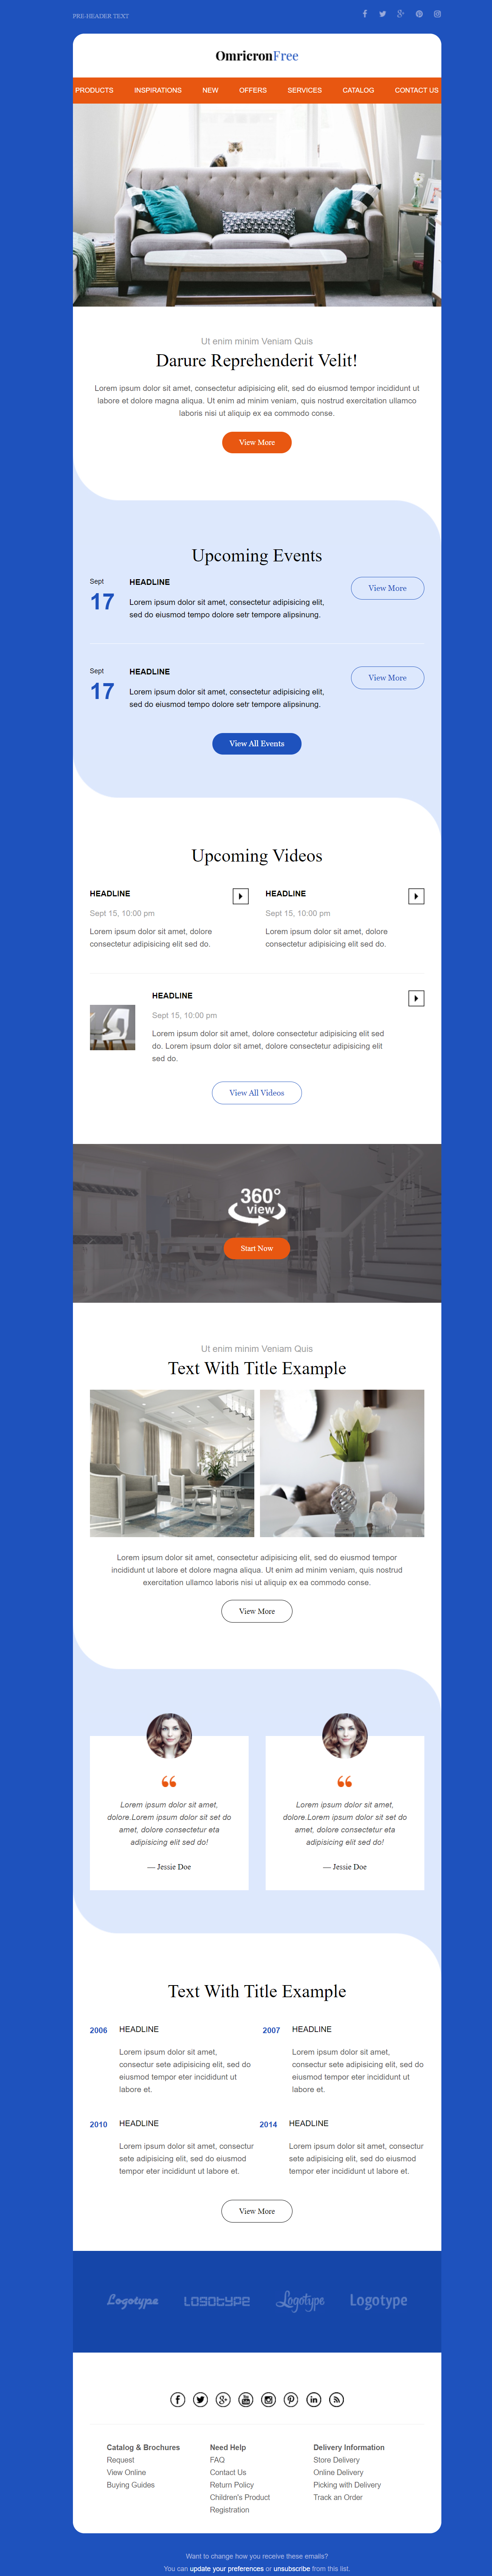 PRE-HEADER TEXT
OmricronFree
PRODUCTS INSPIRATIONS NEW OFFERS SERVICES CATALOG CONTACT US
Ut enim minim Veniam Quis
Darure Reprehenderit Velit!
Lorem ipsum dolor sit amet, consectetur adipisicing elit, sed do eiusmod tempor incididunt ut
labore et dolore magna aliqua. Ut enim ad minim veniam, quis nostrud exercitation ullamco
laboris nisi ut aliquip ex ea commodo conse.
View More
Upcoming Events
Sept
17
HEADLINE
Lorem ipsum dolor sit amet, consectetur adipisicing elit,
sed do eiusmod tempo dolore setr tempore alipsinung.
View More
Sept
17
HEADLINE
Lorem ipsum dolor sit amet, consectetur adipisicing elit,
sed do eiusmod tempo dolore setr tempore alipsinung.
View More
View All Events
Upcoming Videos
HEADLINE
Sept 15, 10:00 pm
Lorem ipsum dolor sit amet, dolore
consectetur adipisicing elit sed do.
HEADLINE
Sept 15, 10:00 pm
Lorem ipsum dolor sit amet, dolore
consectetur adipisicing elit sed do.
HEADLINE
Sept 15, 10:00 pm
Lorem ipsum dolor sit amet, dolore consectetur adipisicing elit sed
do. Lorem ipsum dolor sit amet, dolore consectetur adipisicing elit
sed do.
View All Videos
360°
view
Start Now
Ut enim minim Veniam Quis
Text With Title Example
Lorem ipsum dolor sit amet, consectetur adipisicing elit, sed do eiusmod tempor
incididunt ut labore et dolore magna aliqua. Ut enim ad minim veniam, quis nostrud
exercitation ullamco laboris nisi ut aliquip ex ea commodo conse.
View More
Lorem ipsum dolor sit amet,
dolore.Lorem ipsum dolor sit set do
amet, dolore consectetur eta
adipisicing elit sed do!
— Jessie Doe
Lorem ipsum dolor sit amet,
dolore.Lorem ipsum dolor sit set do
amet, dolore consectetur eta
adipisicing elit sed do!
— Jessie Doe
Text With Title Example
2006 HEADLINE
Lorem ipsum dolor sit amet,
consectur sete adipisicing elit, sed do
eiusmod tempor eter incididunt ut
labore et.
2007 HEADLINE
Lorem ipsum dolor sit amet,
consectur sete adipisicing elit, sed do
eiusmod tempor eter incididunt ut
labore et.
2010 HEADLINE
Lorem ipsum dolor sit amet, consectur
sete adipisicing elit, sed do eiusmod
tempor eter incididunt ut labore et.
2014 HEADLINE
Lorem ipsum dolor sit amet, consectur
sete adipisicing elit, sed do eiusmod
tempor eter incididunt ut labore et.
View More
Logotype LOGOTYPE Logotype Logotype
Catalog & Brochures
Request
View Online
Buying Guides
Need Help
FAQ
Contact Us
Return Policy
Children's Product
Registration
Delivery Information
Store Delivery
Online Delivery
Picking with Delivery
Track an Order
Want to change how you receive these emails?
You can update your preferences or unsubscribe from this list.